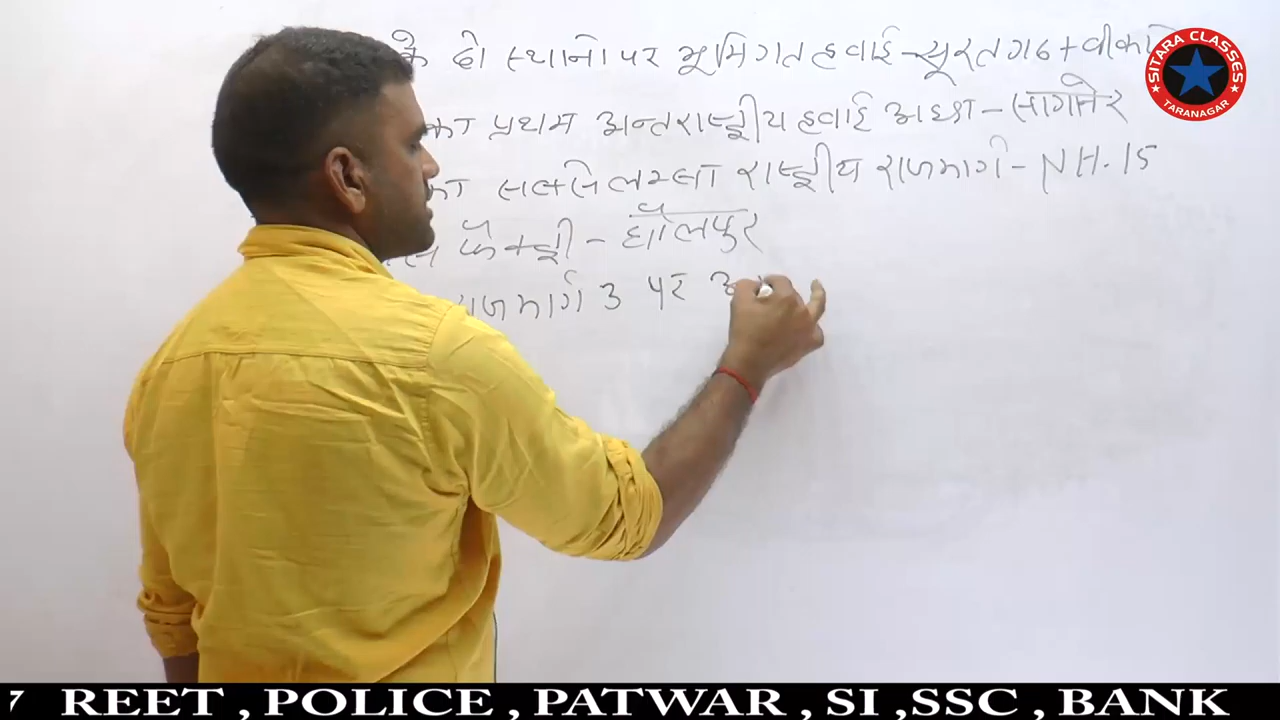 के दो स्थानो पर भूमिगत हवाई - सूरतगढ + बीका
का प्रथम अन्तराष्ट्रीय हवाई अड्डा - सांगानेर
का सबसे लम्बा राष्ट्रीय राजमार्ग - NH. 15
फैक्ट्री - धौलपुर
राजमार्ग 3 पर
SITARA CLASSES
TARANAGAR
7 REET , POLICE , PATWAR , SI ,SSC , BANK